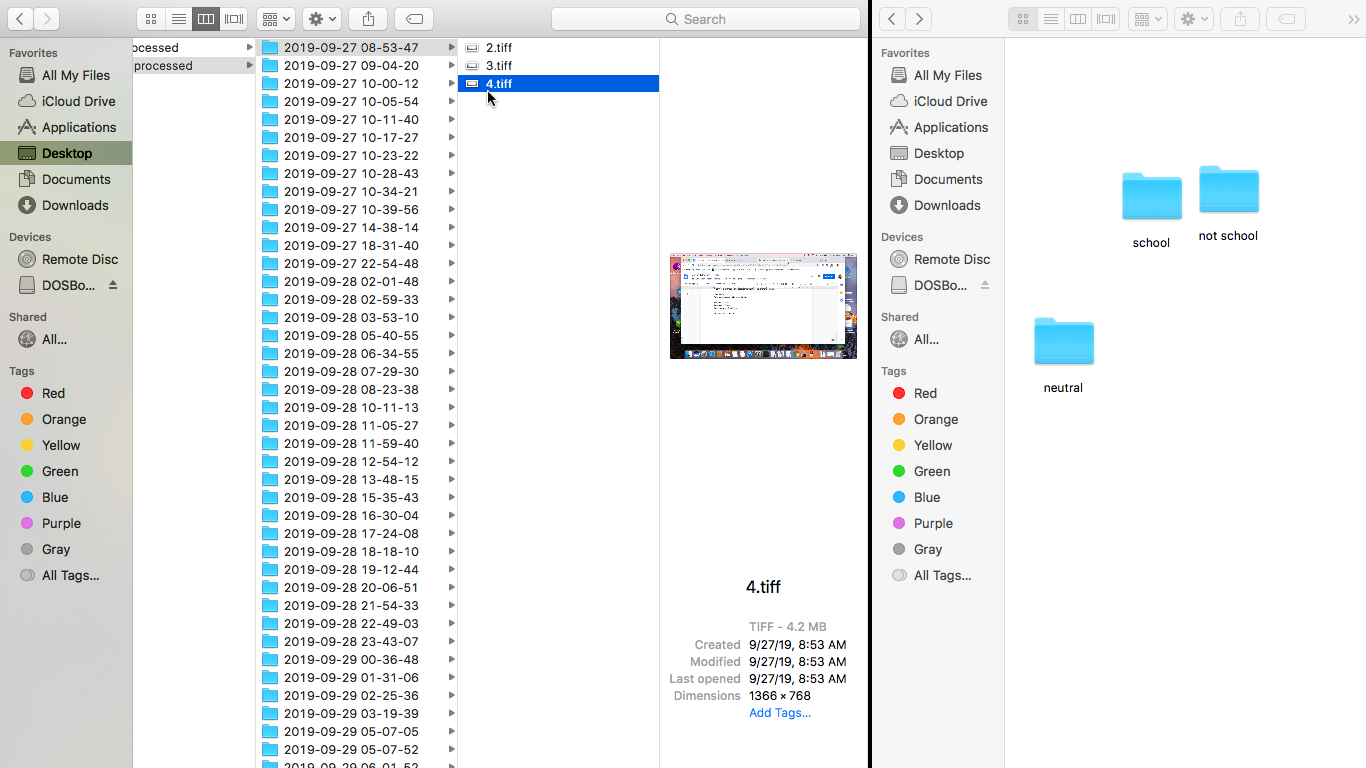 Search
Favorites
All My Files
iCloud Drive
Applications
Desktop
Documents
Downloads
Devices
Remote Disc
DOSBo...
Shared
All...
Tags
Red
Orange
Yellow
Green
Blue
Purple
Gray
All Tags...
ocessed
processed
2019-09-27 08-53-47
2019-09-27 09-04-20
2019-09-27 10-00-12
2019-09-27 10-05-54
2019-09-27 10-11-40
2019-09-27 10-17-27
2019-09-27 10-23-22
2019-09-27 10-28-43
2019-09-27 10-34-21
2019-09-27 10-39-56
2019-09-27 14-38-14
2019-09-27 18-31-40
2019-09-27 22-54-48
2019-09-28 02-01-48
2019-09-28 02-59-33
2019-09-28 03-53-10
2019-09-28 05-40-55
2019-09-28 06-34-55
2019-09-28 07-29-30
2019-09-28 08-23-38
2019-09-28 10-11-13
2019-09-28 11-05-27
2019-09-28 11-59-40
2019-09-28 12-54-12
2019-09-28 13-48-15
2019-09-28 15-35-43
2019-09-28 16-30-04
2019-09-28 17-24-08
2019-09-28 18-18-10
2019-09-28 19-12-44
2019-09-28 20-06-51
2019-09-28 21-54-33
2019-09-28 22-49-03
2019-09-28 23-43-07
2019-09-29 00-36-48
2019-09-29 01-31-06
2019-09-29 02-25-36
2019-09-29 03-19-39
2019-09-29 05-07-05
2019-09-29 05-07-52
2019-09-29 06-01-52
2.tiff
3.tiff
4.tiff
4.tiff
TIFF - 4.2 MB
Created 9/27/19, 8:53 AM
Modified 9/27/19, 8:53 AM
Last opened 9/27/19, 8:53 AM
Dimensions 1366 × 768
Add Tags...
Favorites
All My Files
iCloud Drive
Applications
Desktop
Documents
Downloads
Devices
Remote Disc
DOSBo...
Shared
All...
Tags
Red
Orange
Yellow
Green
Blue
Purple
Gray
All Tags...
school
not school
neutral